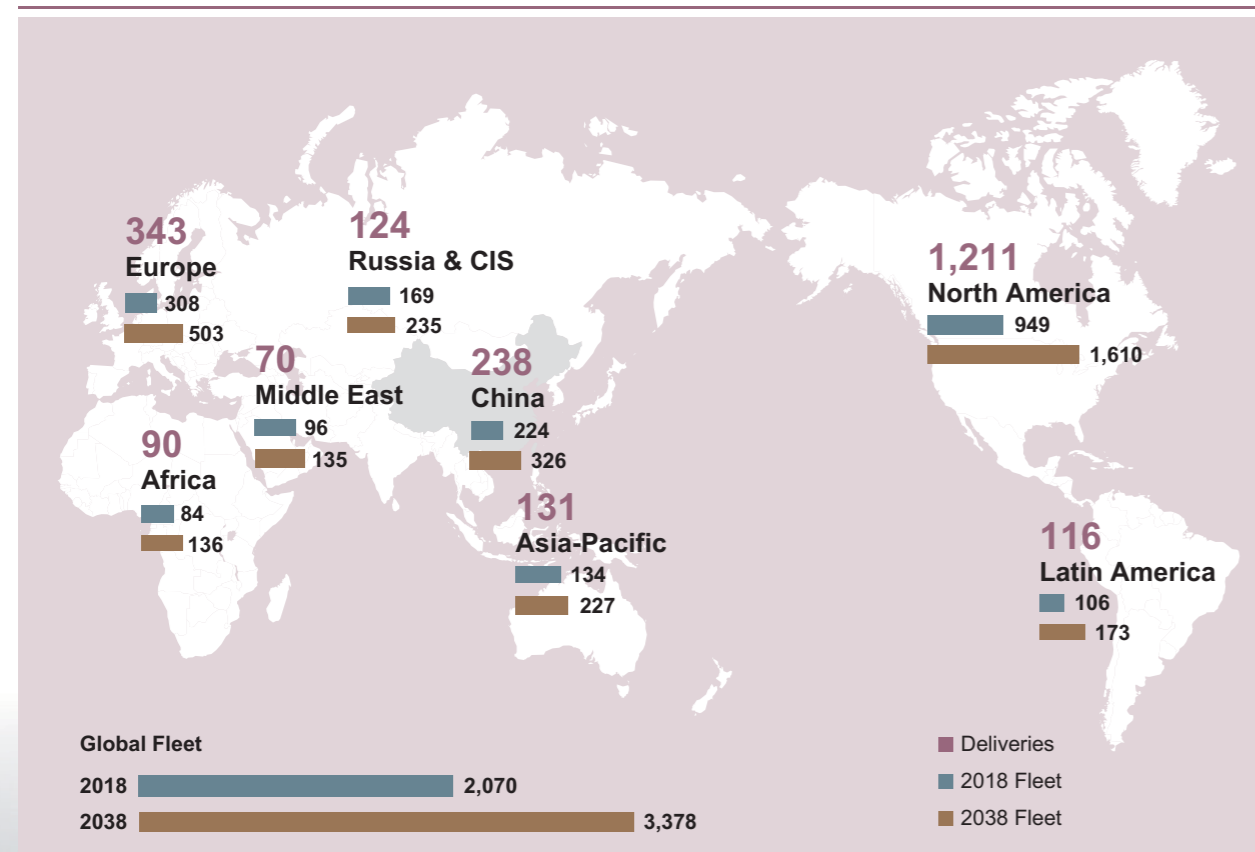 343
Europe
308
503
124
Russia & CIS
169
235
1,211
North America
949
1,610
70
Middle East
96
135
238
China
224
326
90
Africa
84
136
131
Asia-Pacific
134
227
116
Latin America
106
173
Global Fleet
2018 2,070
2038 3,378
Deliveries
2018 Fleet
2038 Fleet